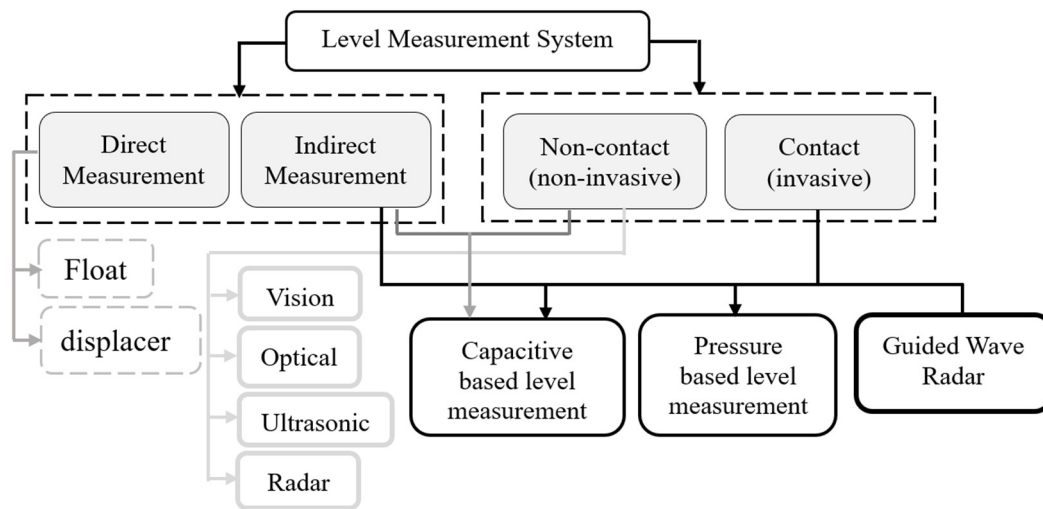 Level Measurement System
Direct
Measurement
Indirect
Measurement
Non-contact
(non-invasive)
Contact
(invasive)
Float
displacer
Vision
Optical
Ultrasonic
Radar
Capacitive
based level
measurement
Pressure
based level
measurement
Guided Wave
Radar